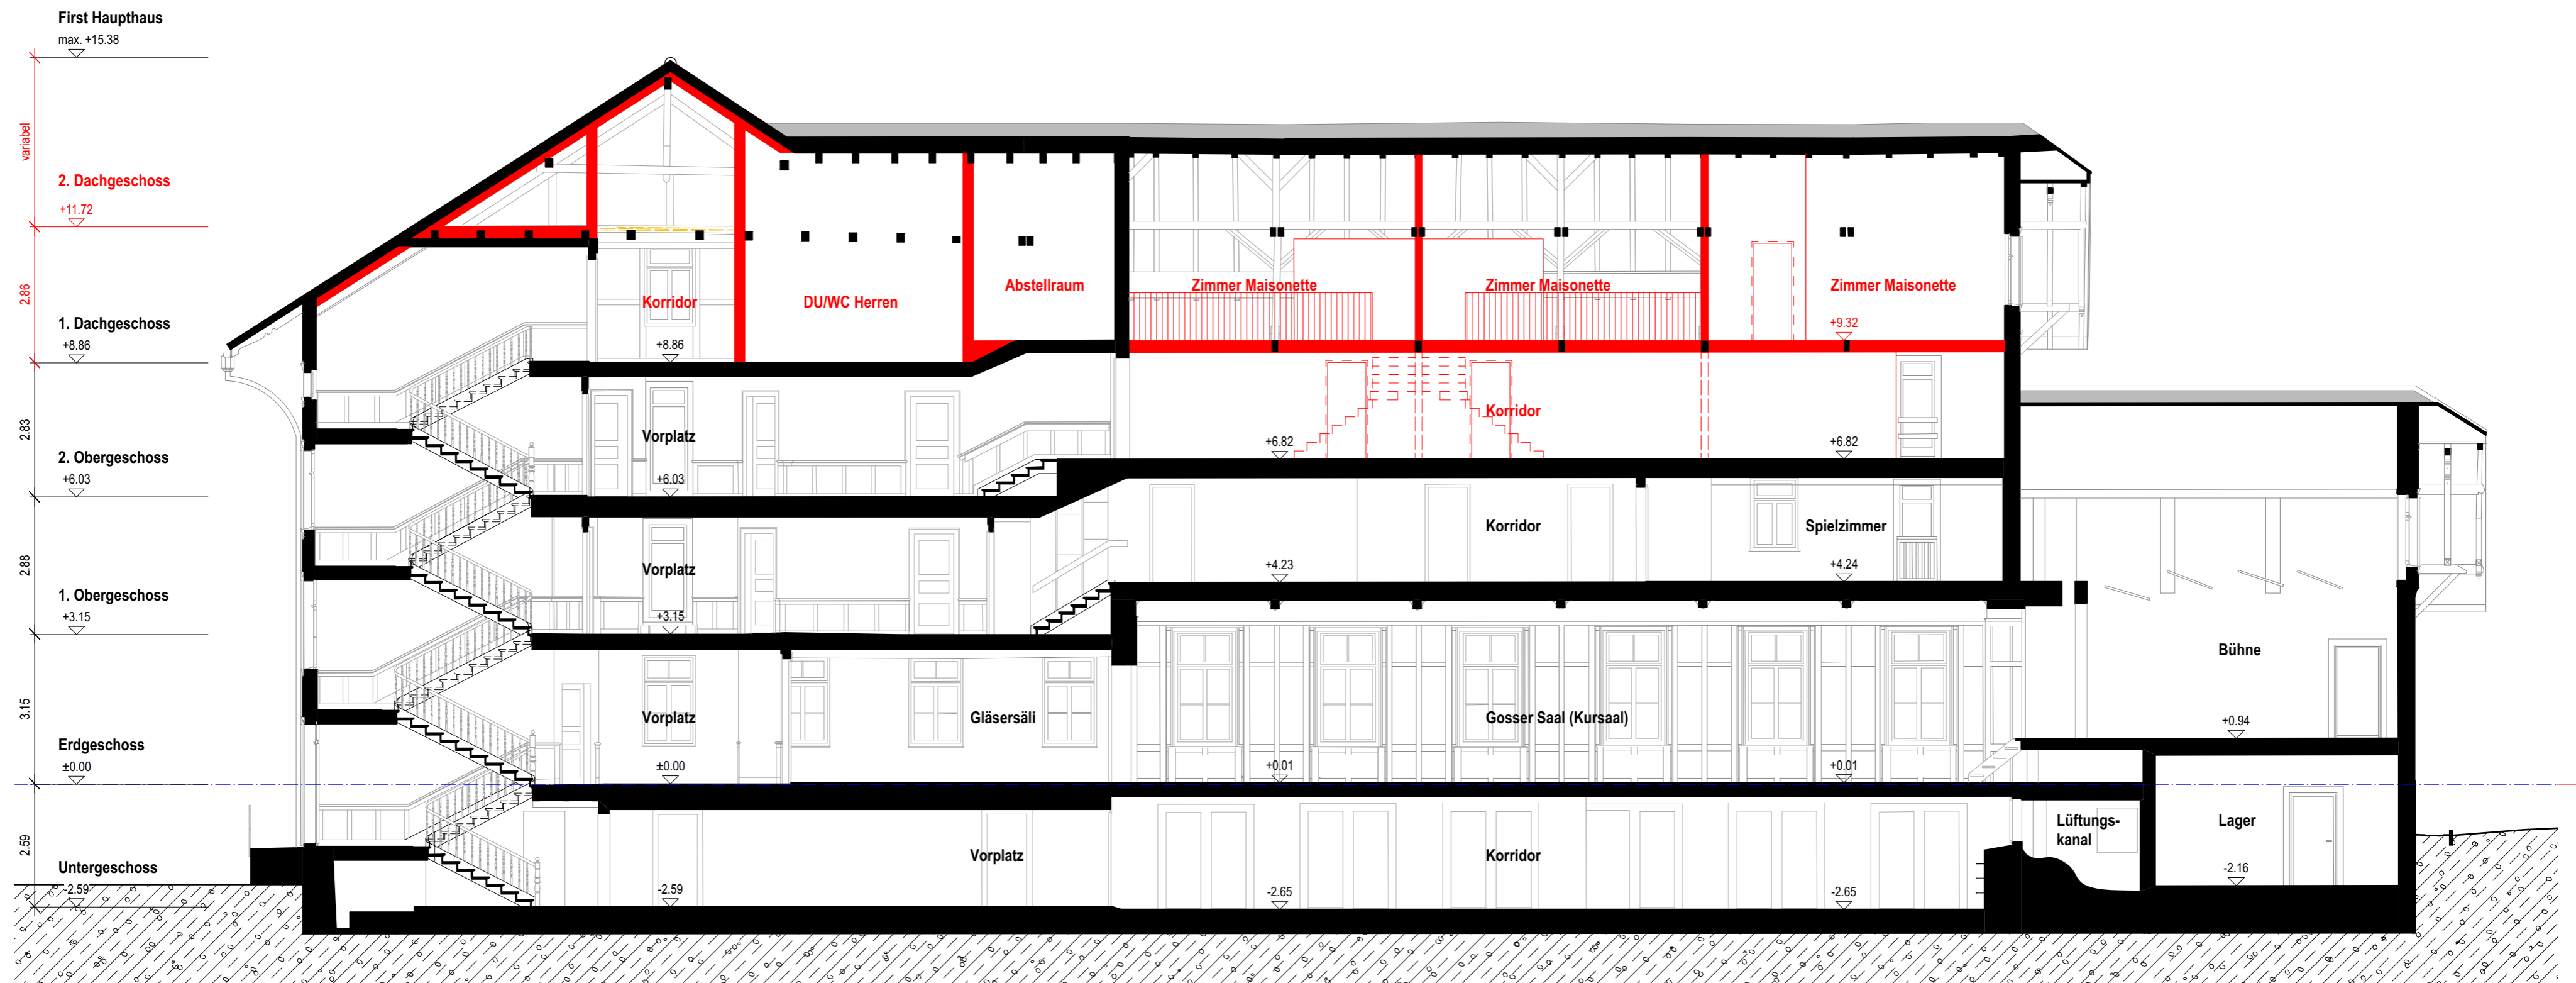 First Haupthaus
max. +15.38
variabel
2. Dachgeschoss
+11.72
2.86
1. Dachgeschoss
+8.86
2.83
2. Obergeschoss
+6.03
2.88
1. Obergeschoss
+3.15
3.15
Erdgeschoss
±0.00
2.59
Untergeschoss
-2.59
Korridor
DU/WC Herren
Abstellraum
Zimmer Maisonette
Zimmer Maisonette
Zimmer Maisonette
+9.32
+8.86
Korridor
Vorplatz
+6.82
+6.82
+6.03
Korridor
Spielzimmer
Vorplatz
+4.23
+4.24
+3.15
Bühne
Vorplatz
Gläsersäli
Gosser Saal (Kursaal)
+0.94
±0.00
+0.01
+0.01
Lüftungs-
kanal
Lager
Vorplatz
Korridor
-2.16
-2.59
-2.65
-2.65